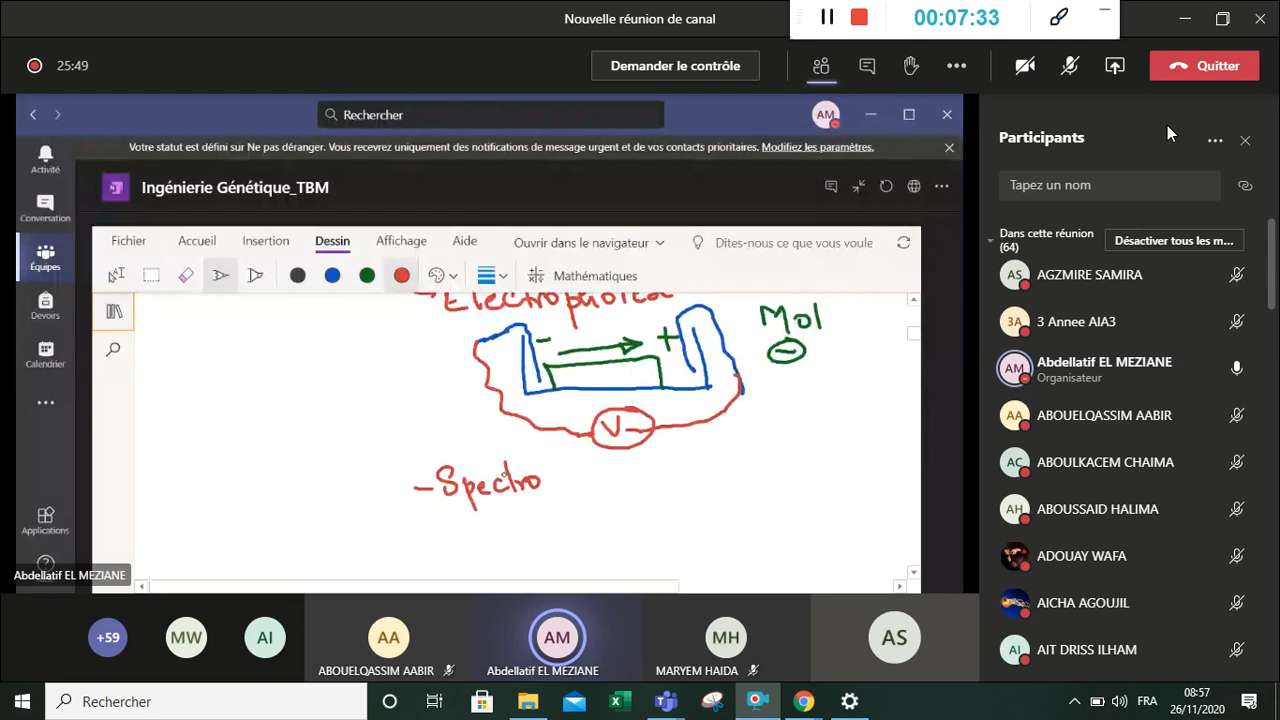 Nouvelle réunion de canal
00:07:33
25:49
Demander le contrôle
Quitter
Rechercher
AM
Votre statut est défini sur Ne pas déranger. Vous recevrez uniquement des notifications de message urgent et de vos contacts prioritaires. Modifiez les paramètres.
Activité
Conversation
Équipes
Devoirs
Calendrier
Applications
Ingénierie Génétique_TBM
Fichier Accueil Insertion Dessin Affichage Aide Ouvrir dans le navigateur Dites-nous ce que vous voule
Mathématiques
- +
Mol
-
V
- Spectro
Abdellatif EL MEZIANE
Participants
Tapez un nom
Dans cette réunion (64)
Désactiver tous les m...
AS AGZMIRE SAMIRA
3A 3 Annee AIA3
AM Abdellatif EL MEZIANE
Organisateur
AA ABOUELQASSIM AABIR
AC ABOULKACEM CHAIMA
AH ABOUSSAID HALIMA
ADOUAY WAFA
AICHA AGOUJIL
AI AIT DRISS ILHAM
+59 MW AI AA AM MH AS
ABOUELQASSIM AABIR Abdellatif EL MEZIANE MARYEM HAIDA
Rechercher
FRA
08:57
26/11/2020